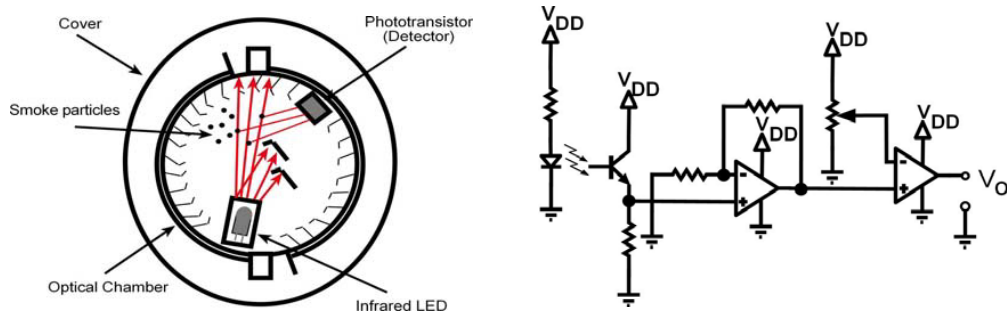 Cover
Phototransistor
(Detector)
Smoke particles
Optical Chamber
Infrared LED
VDD
VDD
VDD
VDD
VDD
-
+
-
+
VO